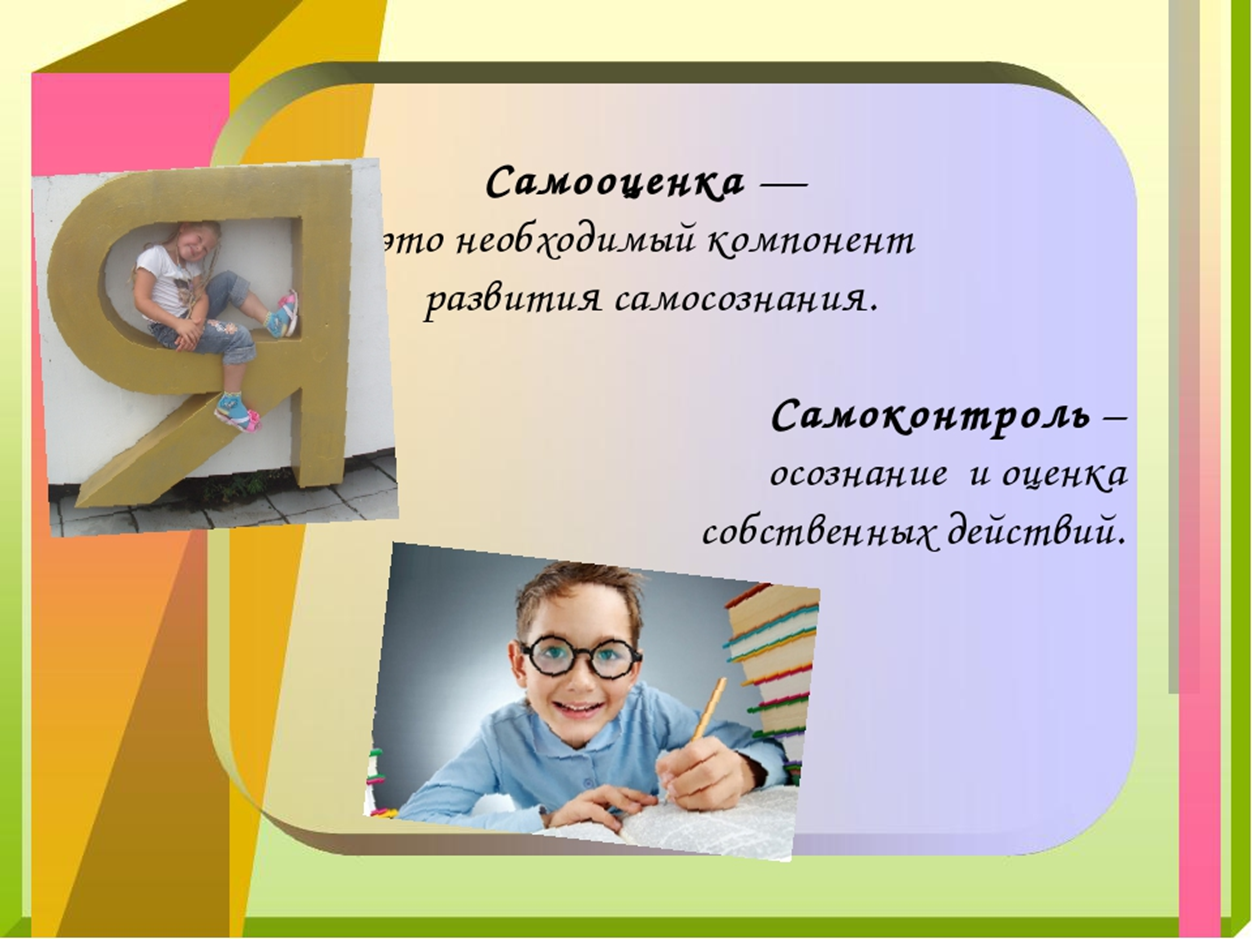 Самооценка —
это необходимый компонент
развития самосознания.
Самоконтроль –
осознание и оценка
собственных действий.
Я